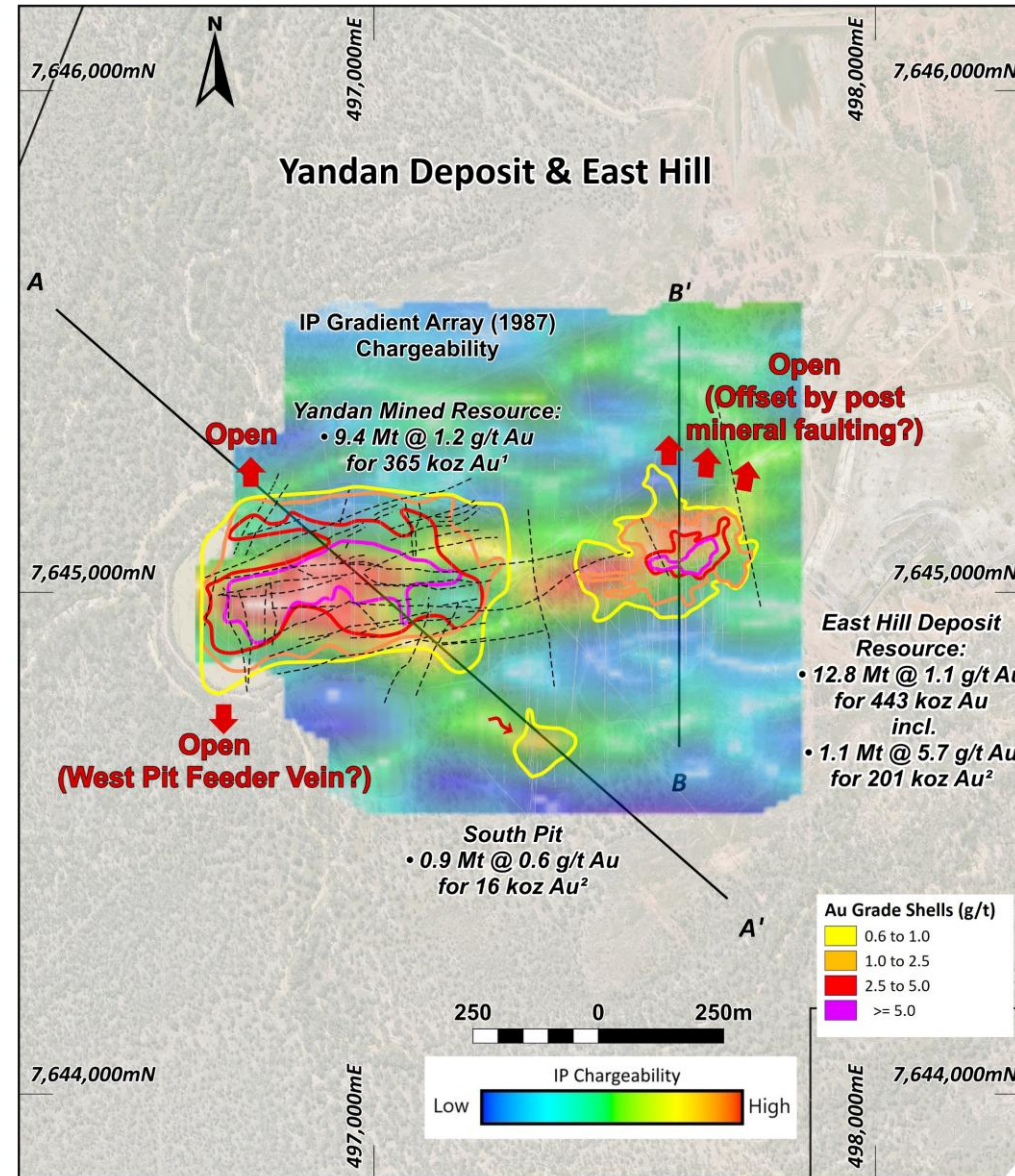 N
7,646,000mN
497,000mE
498,000mE
7,646,000mN
Yandan Deposit & East Hill
A
B'
IP Gradient Array (1987)
Chargeability
Open
(Offset by post
mineral faulting?)
Yandan Mined Resource:
• 9.4 Mt @ 1.2 g/t Au
for 365 koz Au¹
Open
7,645,000mN
7,645,000mN
East Hill Deposit
Resource:
• 12.8 Mt @ 1.1 g/t Au
for 443 koz Au
incl.
• 1.1 Mt @ 5.7 g/t Au
for 201 koz Au²
Open
(West Pit Feeder Vein?)
B
South Pit
• 0.9 Mt @ 0.6 g/t Au
for 16 koz Au²
A'
Au Grade Shells (g/t)
0.6 to 1.0
1.0 to 2.5
2.5 to 5.0
>= 5.0
250 0 250m
IP Chargeability
Low High
7,644,000mN
497,000mE
498,000mE
7,644,000mN